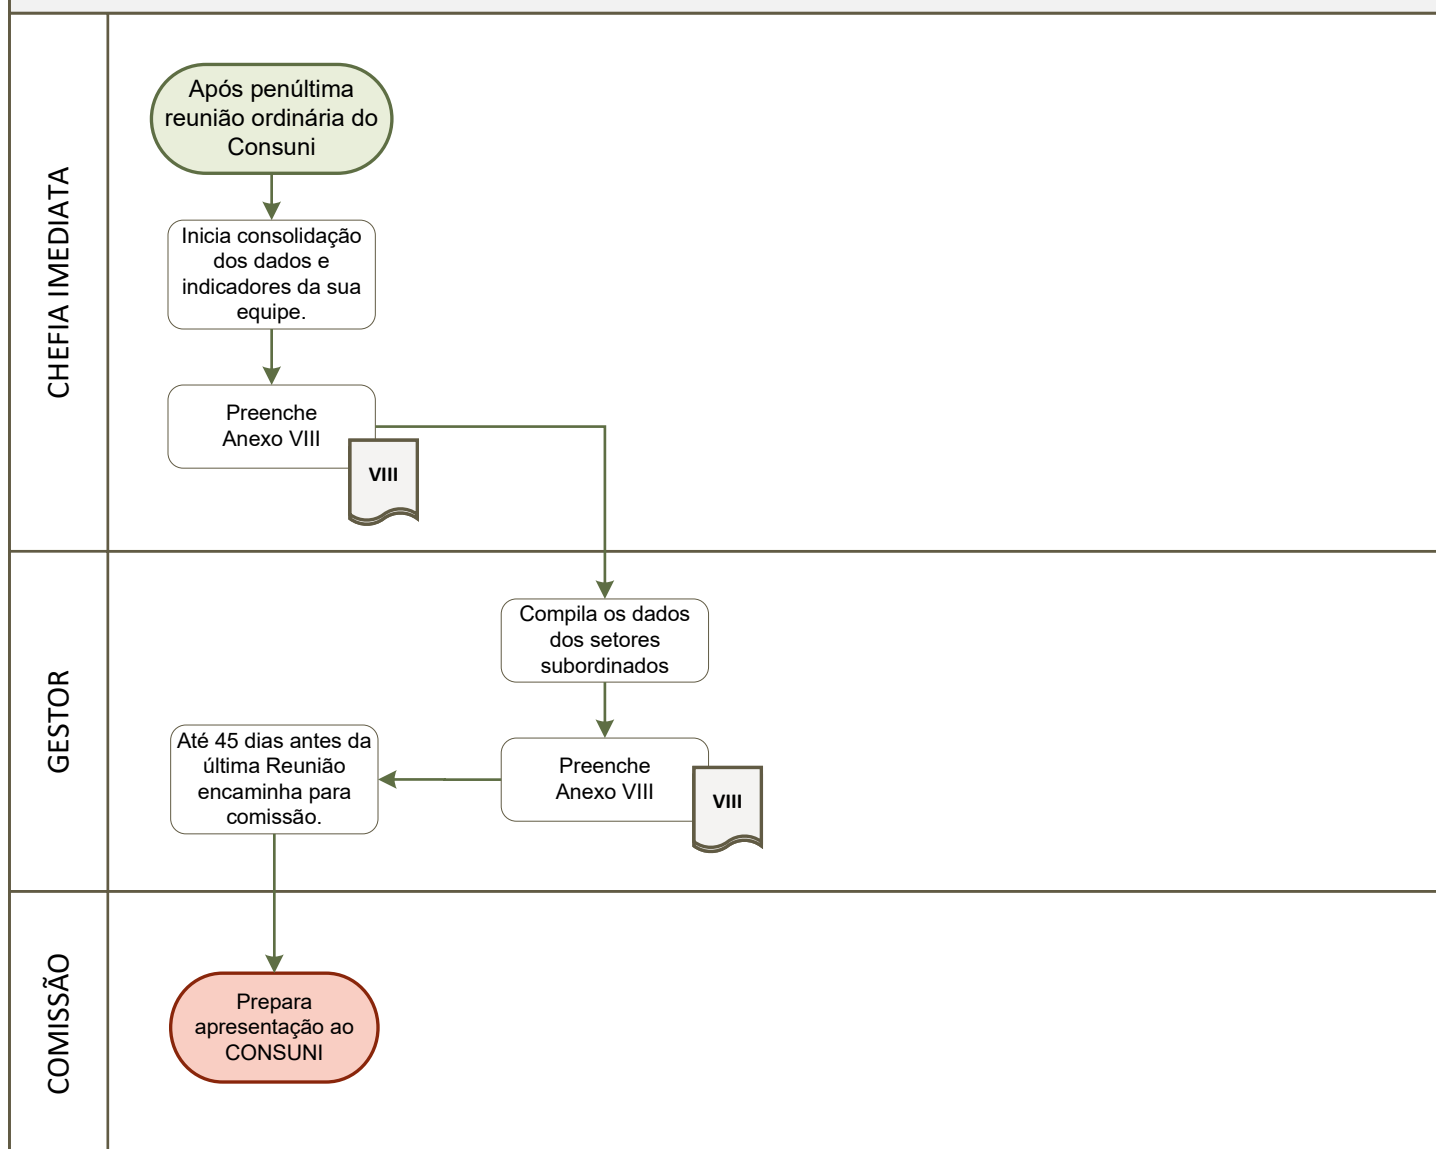 CHEFIA IMEDIATA
Após penúltima
reunião ordinária do
Consuni
Inicia consolidação
dos dados e
indicadores da sua
equipe.
Preenche
Anexo VIII
VIII
GESTOR
Compila os dados
dos setores
subordinados
Preenche
Anexo VIII
VIII
Até 45 dias antes da
última Reunião
encaminha para
comissão.
COMISSÃO
Prepara
apresentação ao
CONSUNI